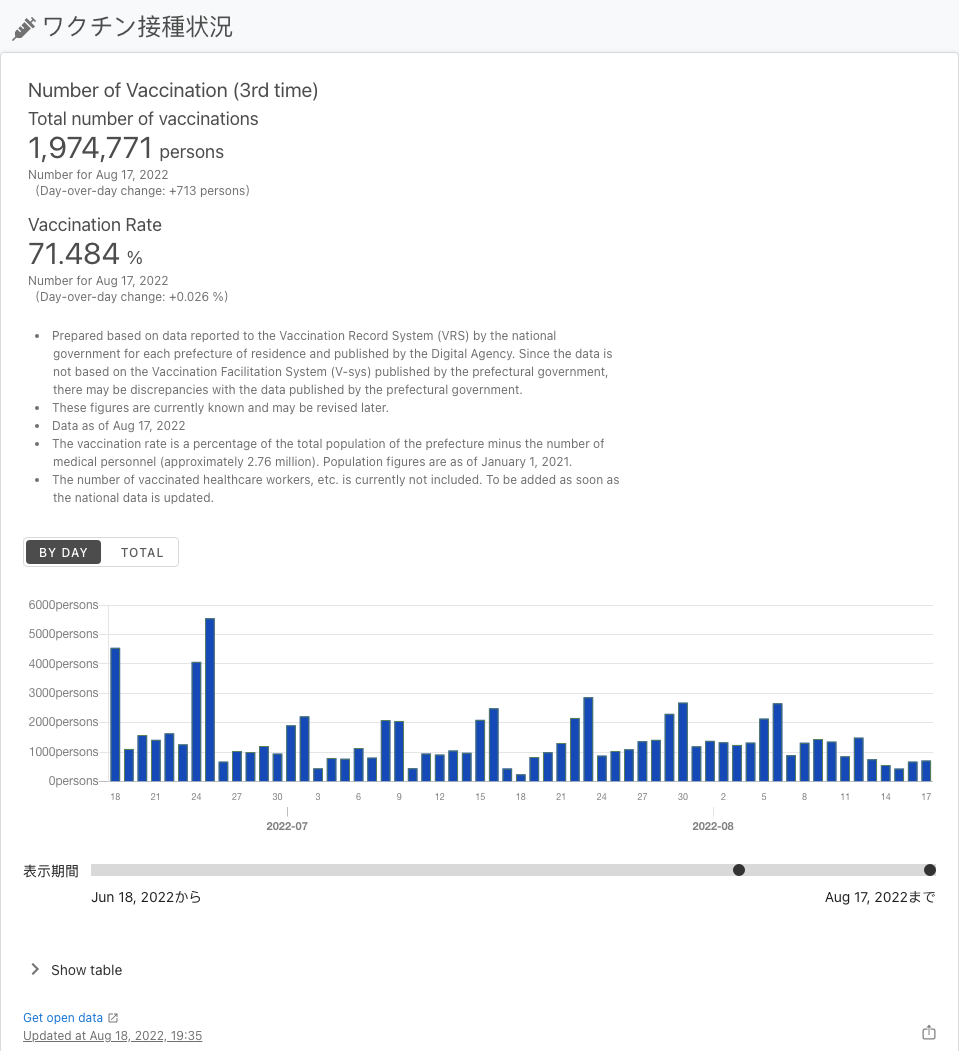 ワクチン接種状況
Number of Vaccination (3rd time)
Total number of vaccinations
1,974,771 persons
Number for Aug 17, 2022
(Day-over-day change: +713 persons)
Vaccination Rate
71.484 %
Number for Aug 17, 2022
(Day-over-day change: +0.026 %)
• Prepared based on data reported to the Vaccination Record System (VRS) by the national
government for each prefecture of residence and published by the Digital Agency. Since the data is
not based on the Vaccination Facilitation System (V-sys) published by the prefectural government,
there may be discrepancies with the data published by the prefectural government.
• These figures are currently known and may be revised later.
• Data as of Aug 17, 2022
• The vaccination rate is a percentage of the total population of the prefecture minus the number of
medical personnel (approximately 2.76 million). Population figures are as of January 1, 2021.
• The number of vaccinated healthcare workers, etc. is currently not included. To be added as soon as
the national data is updated.
BY DAY TOTAL
6000persons
5000persons
4000persons
3000persons
2000persons
1000persons
0persons
18 21 24 27 30 3 6 9 12 15 18 21 24 27 30 2 5 8 11 14 17
2022-07 2022-08
表示期間
Jun 18, 2022から Aug 17, 2022まで
Show table
Get open data
Updated at Aug 18, 2022, 19:35